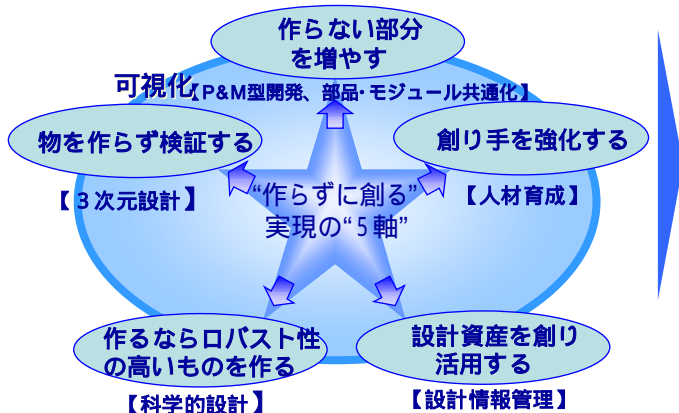 作らない部分
を増やす
可視化
【P&M型開発、部品･モジュール共通化】
物を作らず検証する
創り手を強化する
【３次元設計】
【人材育成】
“作らずに創る”
実現の“５軸”
作るならロバスト性
の高いものを作る
設計資産を創り
活用する
【科学的設計】
【設計情報管理】